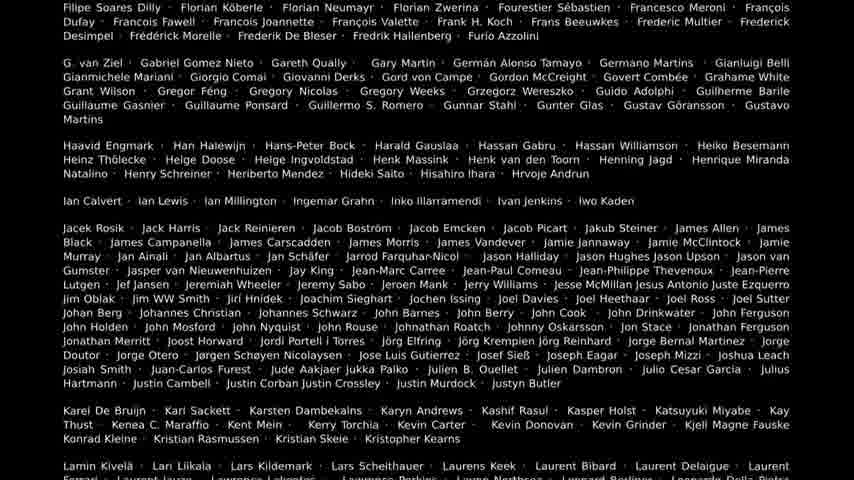 Filipe Soares Dilly · Florian Köberle · Florian Neumayr · Florian Zwerina · Fourestier Sébastien · Francesco Meroni · François
Dufay · Francois Fawell · Francois Joannette · François Valette · Frank H. Koch · Frans Beeuwkes · Frederic Multier · Frederick
Desimpel · Frédérick Morelle · Frederik De Bleser · Fredrik Hallenberg · Furio Azzolini
G. van Ziel · Gabriel Gómez Nieto · Gareth Qually · Gary Martin · Germán Alonso Tamayo · Germano Martins · Gianluigi Belli
Gianmichele Mariani · Giorgio Comai · Giovanni Derks · Gord von Campe · Gordon McCreight · Govert Combée · Grahame White
Grant Wilson · Gregor Féng · Gregory Nicolas · Gregory Weeks · Grzegorz Wereszko · Guido Adolphi · Guilherme Barile
Guillaume Gasnier · Guillaume Ponsard · Guillermo S. Romero · Gunnar Stahl · Gunter Glas · Gustav Göransson · Gustavo
Martins
Haavid Engmark · Han Halewijn · Hans-Peter Bock · Harald Gauslaa · Hassan Gabru · Hassan Williamson · Heiko Besemann
Heinz Thölecke · Helge Doose · Helge Ingvoldstad · Henk Massink · Henk van den Toorn · Henning Jagd · Henrique Miranda
Natalino · Henry Schreiner · Heriberto Mendez · Hideki Saito · Hisahiro Ihara · Hrvoje Andrun
Ian Calvert · Ian Lewis · Ian Millington · Ingemar Grahn · Inko Illarramendi · Ivan Jenkins · Iwo Kaden
Jacek Rosik · Jack Harris · Jack Reinieren · Jacob Boström · Jacob Emcken · Jacob Picart · Jakub Steiner · James Allen · James
Black · James Campanella · James Carscadden · James Morris · James Vandever · Jamie Jannaway · Jamie McClintock · Jamie
Murray · Jan Ainali · Jan Albartus · Jan Schäfer · Jarrod Farquhar-Nicol · Jason Halliday · Jason Hughes Jason Upson · Jason van
Gumster · Jasper van Nieuwenhuizen · Jay King · Jean-Marc Carree · Jean-Paul Comeau · Jean-Philippe Thevenoux · Jean-Pierre
Lutgen · Jef Jansen · Jeremiah Wheeler · Jeremy Sabo · Jeroen Mank · Jerry Williams · Jesse McMillan Jesus Antonio Juste Ezquerro
Jim Oblak · Jim WW Smith · Jirí Hnídek · Joachim Sieghart · Jochen Issing · Joel Davies · Joel Heethaar · Joel Ross · Joel Sutter
Johan Berg · Johannes Christian · Johannes Schwarz · John Barnes · John Berry · John Cook · John Drinkwater · John Ferguson
John Holden · John Mosford · John Nyquist · John Rouse · Johnathan Roatch · Johnny Oskarsson · Jon Stace · Jonathan Ferguson
Jonathan Merritt · Joost Horward · Jordi Portell i Torres · Jörg Elfring · Jörg Krempien Jörg Reinhard · Jorge Bernal Martinez · Jorge
Doutor · Jorge Otero · Jørgen Schøyen Nicolaysen · Jose Luis Gutierrez · Josef Sieß · Joseph Eagar · Joseph Mizzi · Joshua Leach
Josiah Smith · Juan-Carlos Furest · Jude Aakjaer Jukka Palko · Julien B. Ouellet · Julien Dambron · Julio Cesar Garcia · Julius
Hartmann · Justin Cambell · Justin Corban Justin Crossley · Justin Murdock · Justyn Butler
Karel De Bruijn · Karl Sackett · Karsten Dambekalns · Karyn Andrews · Kashif Rasul · Kasper Holst · Katsuyuki Miyabe · Kay
Thust · Kenea C. Maraffio · Kent Mein · Kerry Torchia · Kevin Carter · Kevin Donovan · Kevin Grinder · Kjell Magne Fauske
Konrad Kleine · Kristian Rasmussen · Kristian Skeie · Kristopher Kearns
Lamin Kivelä · Lari Liikala · Lars Kildemark · Lars Scheithauer · Laurens Keek · Laurent Bibard · Laurent Delaigue · Laurent